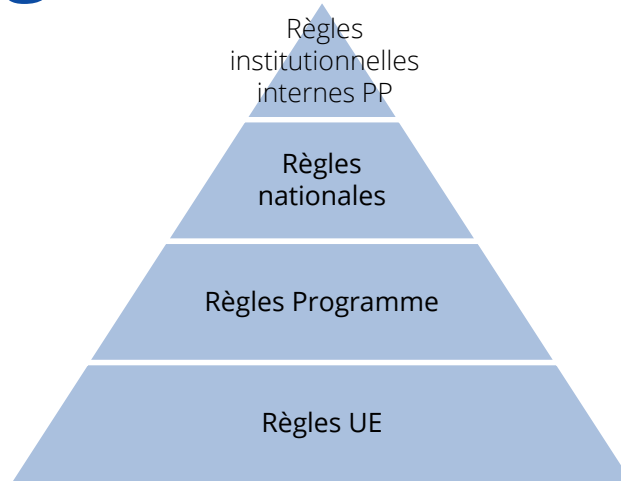 Règles
institutionnelles
internes PP
Règles
nationales
Règles Programme
Règles UE